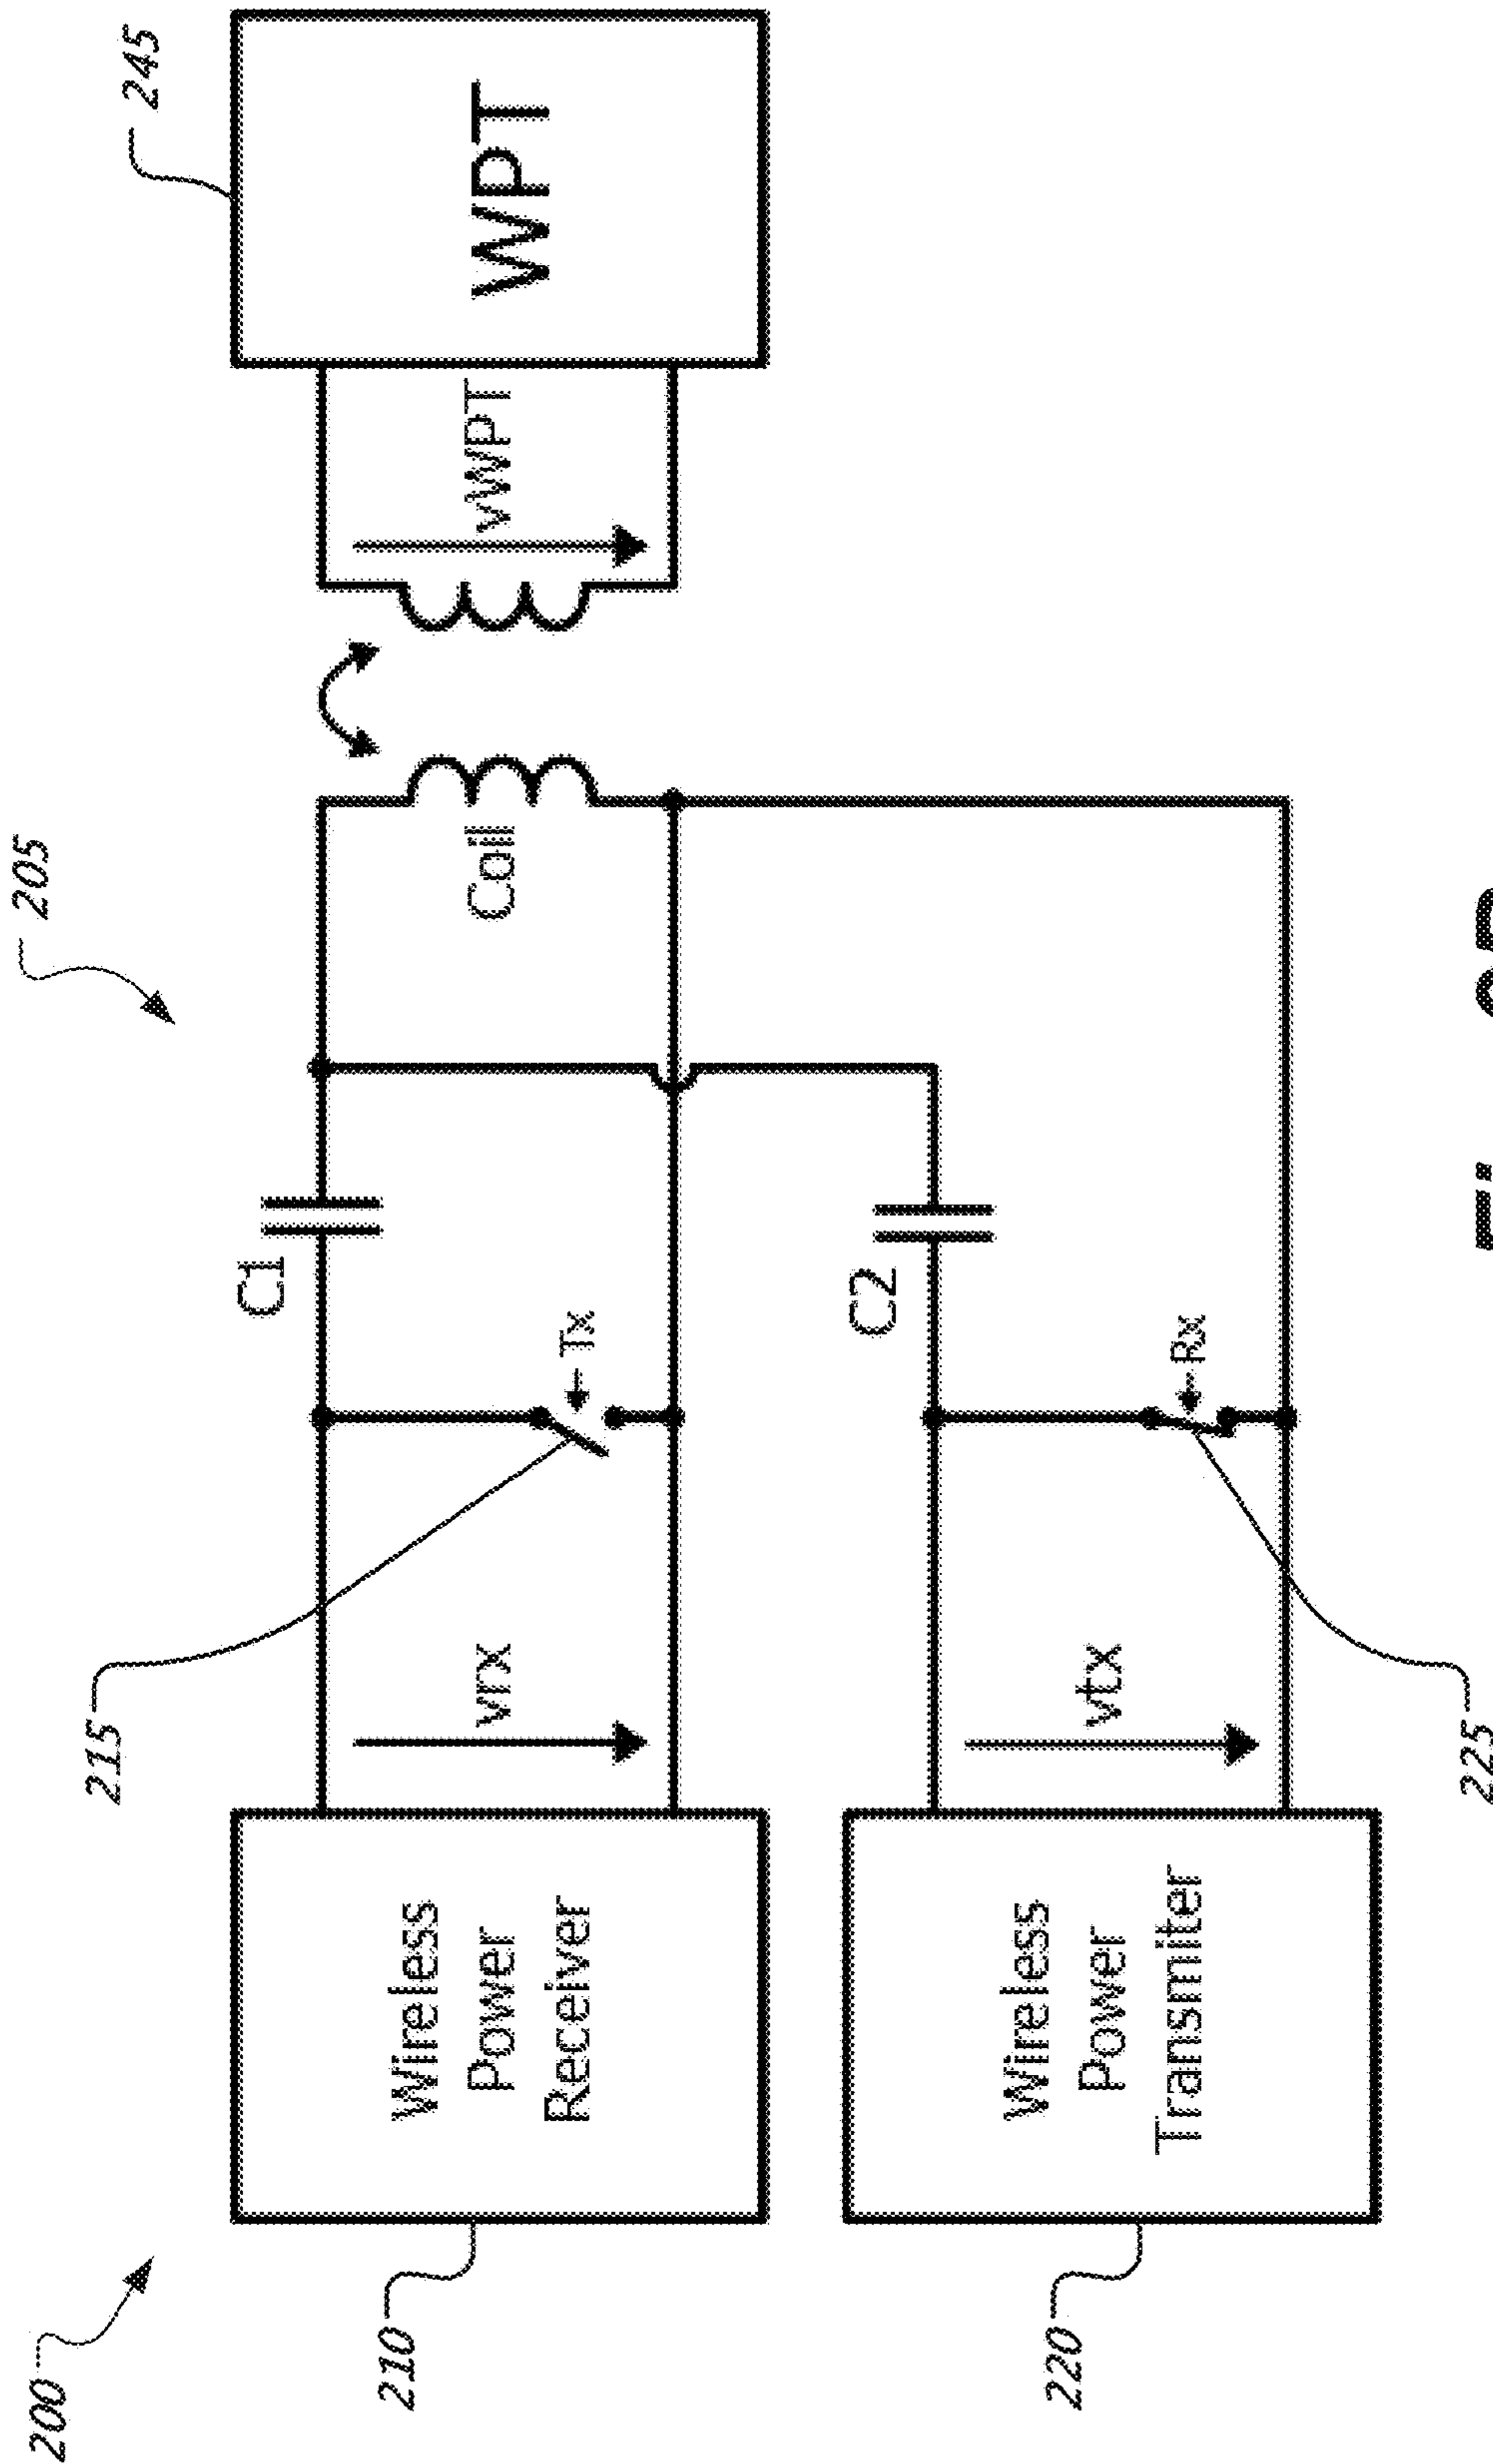 200
205
245
215
C1
Tx
vrx
Wireless
Power
Receiver
210
Coil
vWPT
WPT
C2
Rx
vtx
Wireless
Power
Transmiter
220
225